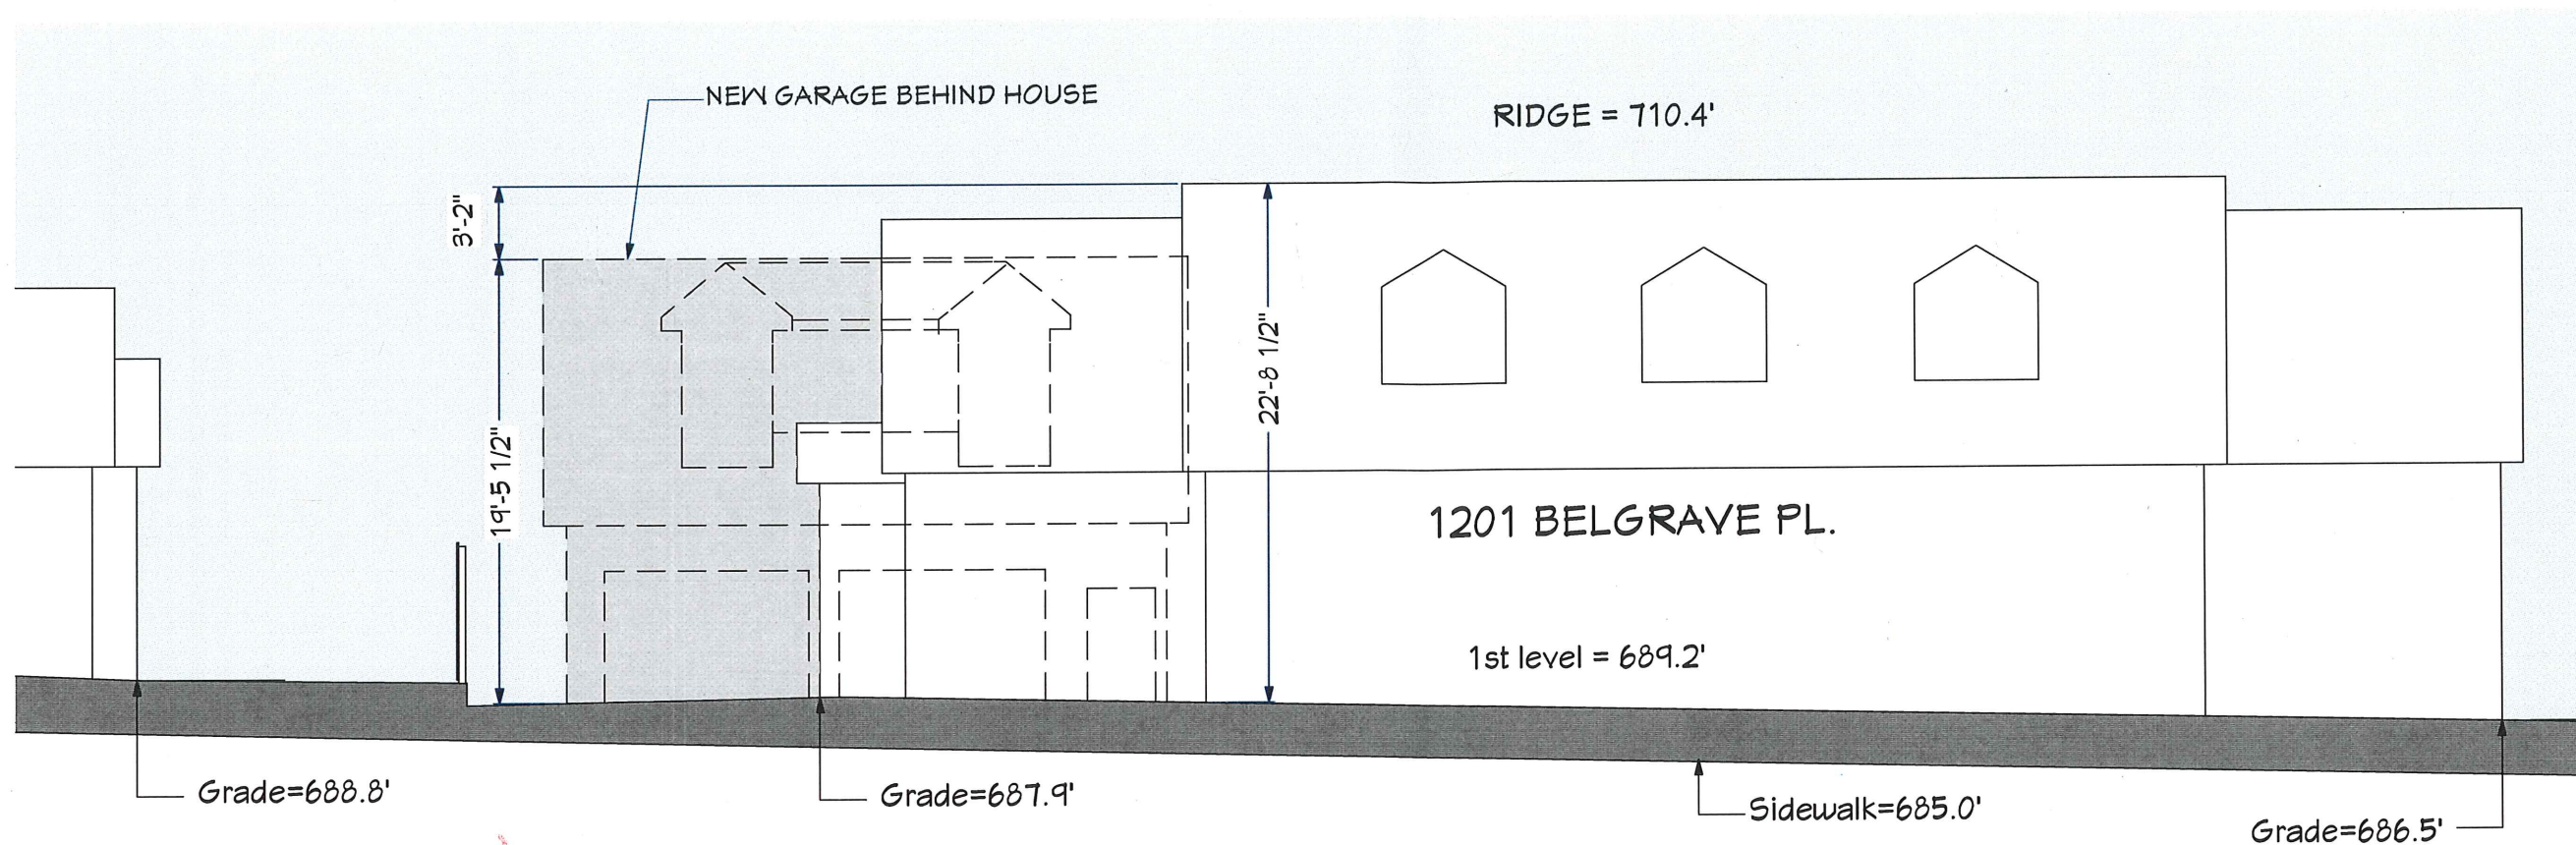 NEW GARAGE BEHIND HOUSE
RIDGE = 710.4'
3'-2"
19'-5 1/2"
22'-8 1/2"
1201 BELGRAVE PL.
1st level = 689.2'
Grade=688.8'
Grade=687.9'
Sidewalk=685.0'
Grade=686.5'